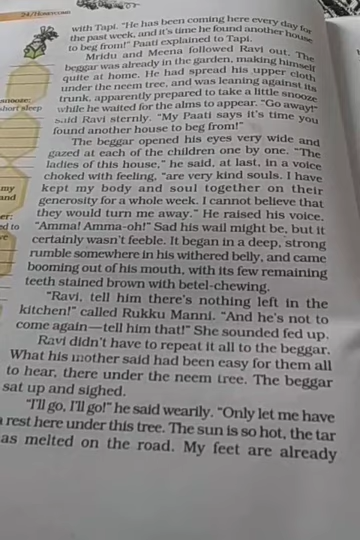 24/HONEYCOMB
with Tapi. "He has been coming here every day for
the past week, and it's time he found another house
to beg from!" Paati explained to Tapi.
Mridu and Meena followed Ravi out. The
beggar was already in the garden, making himself
quite at home. He had spread his upper cloth
under the neem tree, and was leaning against its
trunk, apparently prepared to take a little snooze
while he waited for the alms to appear. "Go away!"
said Ravi sternly. "My Paati says it's time you
found another house to beg from!"
The beggar opened his eyes very wide and
gazed at each of the children one by one. "The
ladies of this house," he said, at last, in a voice
choked with feeling, "are very kind souls. I have
kept my body and soul together on their
generosity for a whole week. I cannot believe that
they would turn me away." He raised his voice.
"Amma! Amma-oh!" Sad his wail might be, but it
certainly wasn't feeble. It began in a deep, strong
rumble somewhere in his withered belly, and came
booming out of his mouth, with its few remaining
teeth stained brown with betel-chewing.
"Ravi, tell him there's nothing left in the
kitchen!" called Rukku Manni. "And he's not to
come again—tell him that!" She sounded fed up.
Ravi didn't have to repeat it all to the beggar.
What his mother said had been easy for them all
to hear, there under the neem tree. The beggar
sat up and sighed.
"I'll go, I'll go!" he said wearily. "Only let me have
a rest here under this tree. The sun is so hot, the tar
as melted on the road. My feet are already
snooze:
short sleep
my
and
er:
ed to
ve